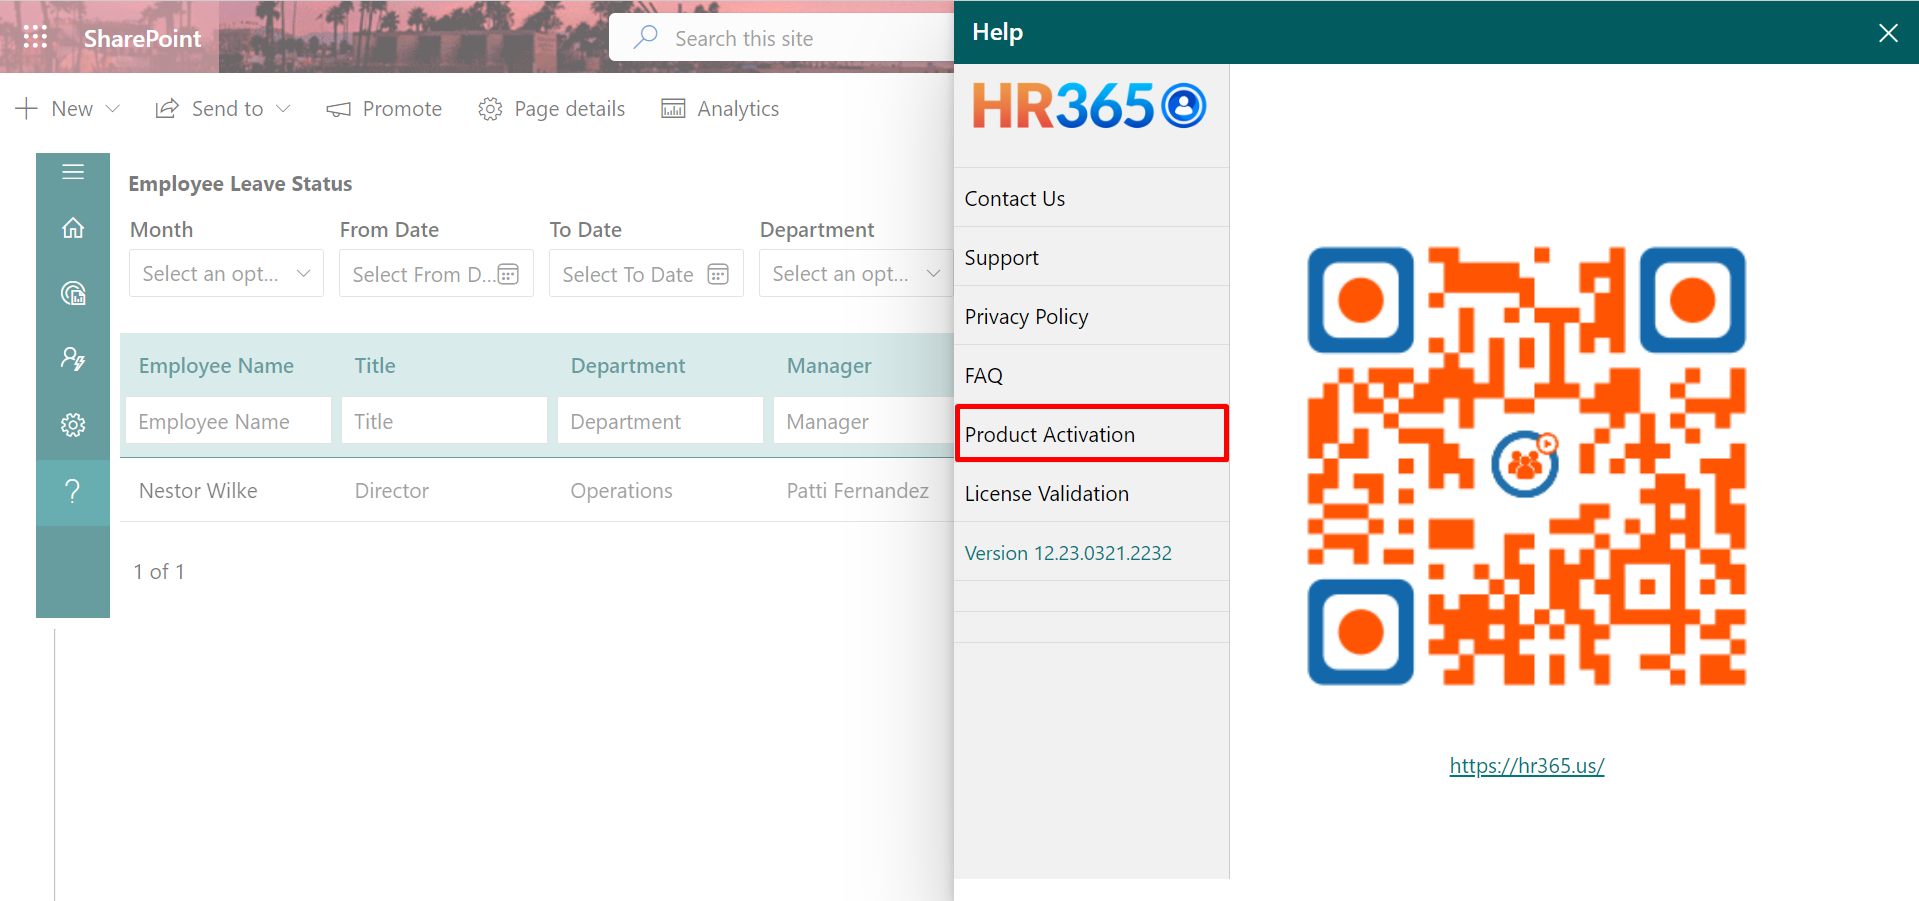 SharePoint
Search this site
New
Send to
Promote
Page details
Analytics
Employee Leave Status
Month
From Date
To Date
Department
Select an opt...
Select From D...
Select To Date
Select an opt...
Employee Name
Title
Department
Manager
Employee Name
Title
Department
Manager
Nestor Wilke
Director
Operations
Patti Fernandez
1 of 1
Help
HR365
Contact Us
Support
Privacy Policy
FAQ
Product Activation
License Validation
Version 12.23.0321.2232
https://hr365.us/